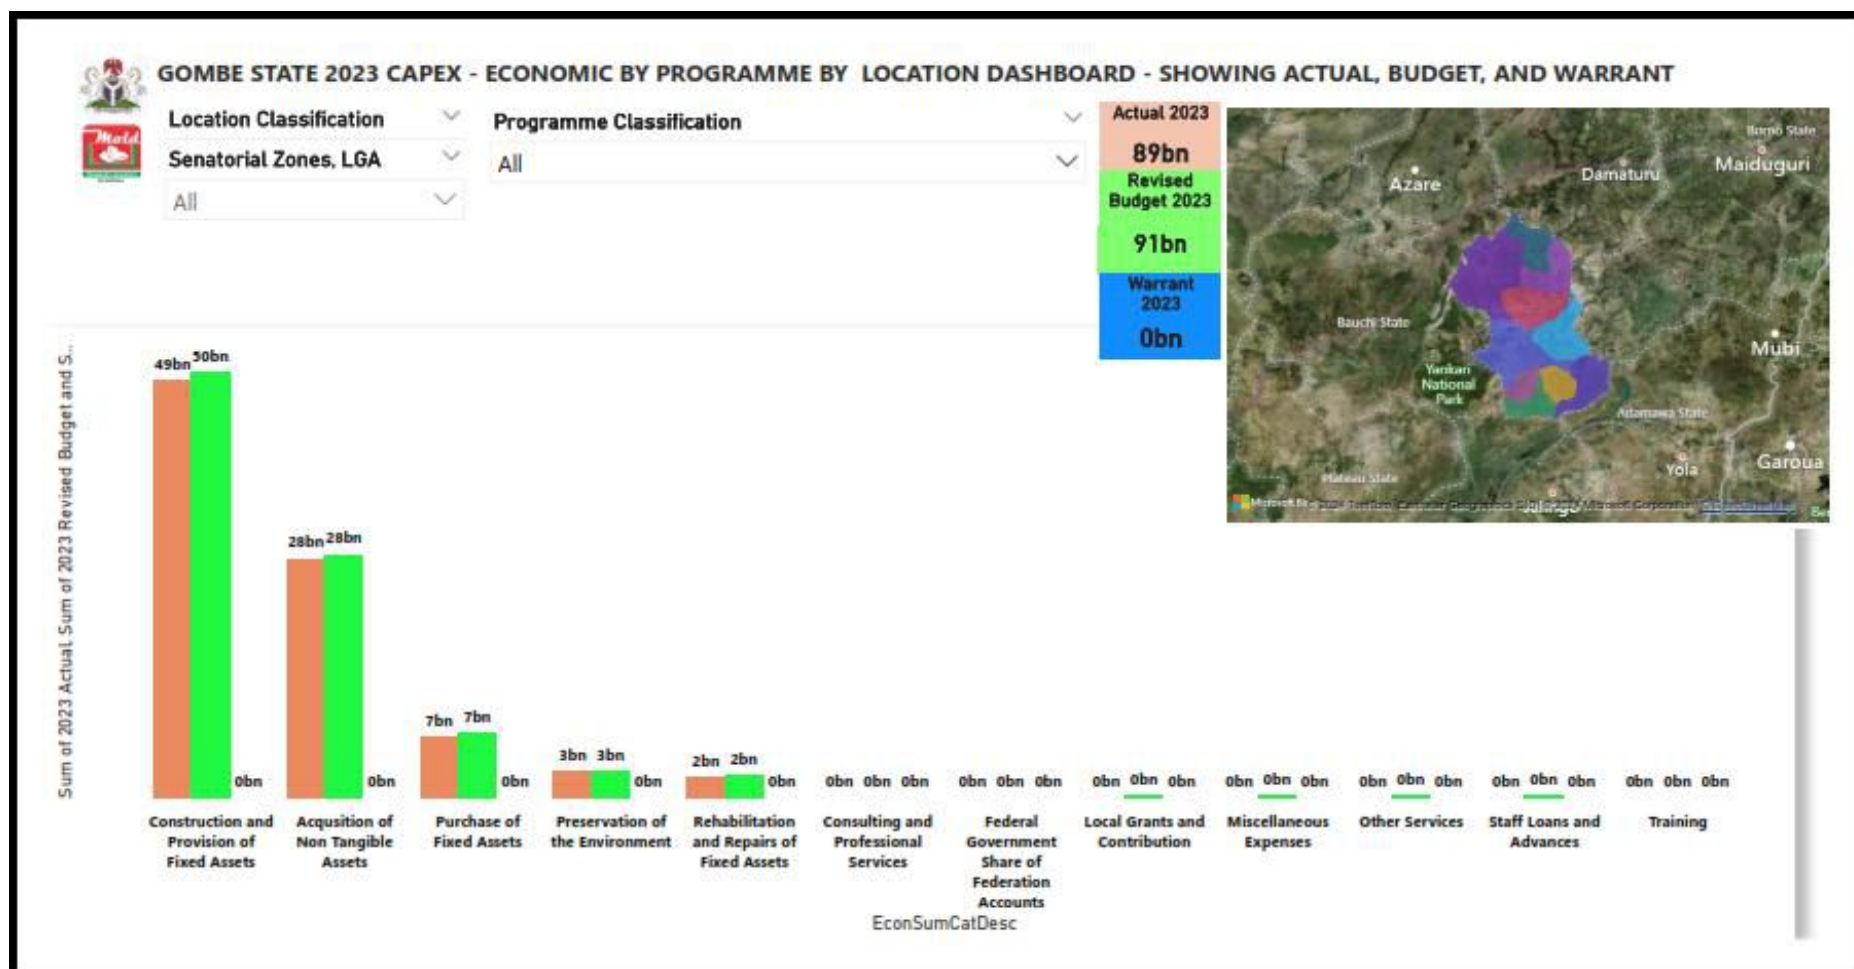 GOMBE STATE 2023 CAPEX - ECONOMIC BY PROGRAMME BY LOCATION DASHBOARD - SHOWING ACTUAL, BUDGET, AND WARRANT
Location Classification
Senatorial Zones, LGA
All
Programme Classification
All
Actual 2023
89bn
Revised
Budget 2023
91bn
Warrant
2023
0bn
Borno State
Maiduguri
Damaturu
Azare
Bauchi State
Mubi
Yankari
National
Park
Adamawa State
Yola
Garoua
Plateau State
Jalingo
Sum of 2023 Actual, Sum of 2023 Revised Budget and S...
49bn 50bn 0bn
28bn 28bn 0bn
7bn 7bn 0bn
3bn 3bn 0bn
2bn 2bn 0bn
0bn 0bn 0bn
0bn 0bn 0bn
0bn 0bn 0bn
0bn 0bn 0bn
0bn 0bn 0bn
0bn 0bn 0bn
0bn 0bn 0bn
Construction and
Provision of
Fixed Assets
Acqusition of
Non Tangible
Assets
Purchase of
Fixed Assets
Preservation of
the Environment
Rehabilitation
and Repairs of
Fixed Assets
Consulting and
Professional
Services
Federal
Government
Share of
Federation
Accounts
Local Grants and
Contribution
Miscellaneous
Expenses
Other Services
Staff Loans and
Advances
Training
EconSumCatDesc